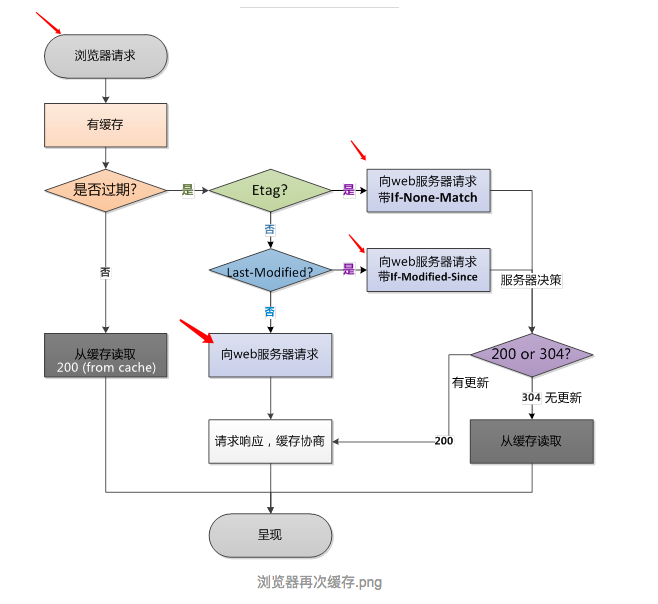 浏览器请求
有缓存
是否过期?
是
Etag?
是
向web服务器请求
带If-None-Match
否
否
Last-Modified?
是
向web服务器请求
带If-Modified-Since
服务器决策
否
从缓存读取
200 (from cache)
向web服务器请求
200 or 304?
有更新
304 无更新
请求响应，缓存协商
200
从缓存读取
呈现
浏览器再次缓存.png